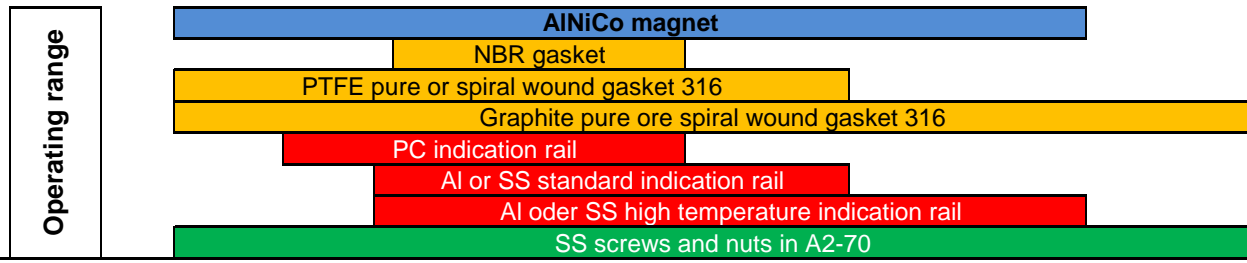 Operating range
AlNiCo magnet
NBR gasket
PTFE pure or spiral wound gasket 316
Graphite pure ore spiral wound gasket 316
PC indication rail
Al or SS standard indication rail
Al oder SS high temperature indication rail
SS screws and nuts in A2-70